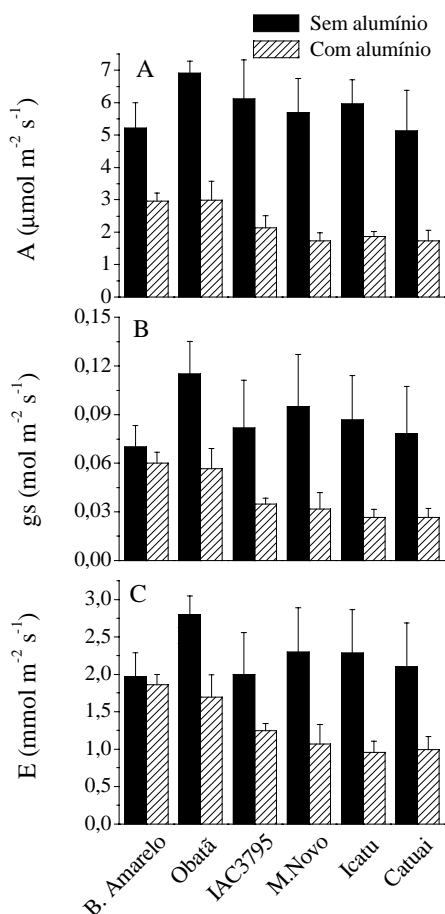 Sem alumínio
Com alumínio
A
7
6
5
4
3
2
1
0
A (µmol m⁻² s⁻¹)
B
0,15
0,12
0,09
0,06
0,03
0,00
gs (mol m⁻² s⁻¹)
C
3,0
2,5
2,0
1,5
1,0
0,5
0,0
E (mmol m⁻² s⁻¹)
B. Amarelo
Obatã
IAC3795
M.Novo
Icatu
Catuai